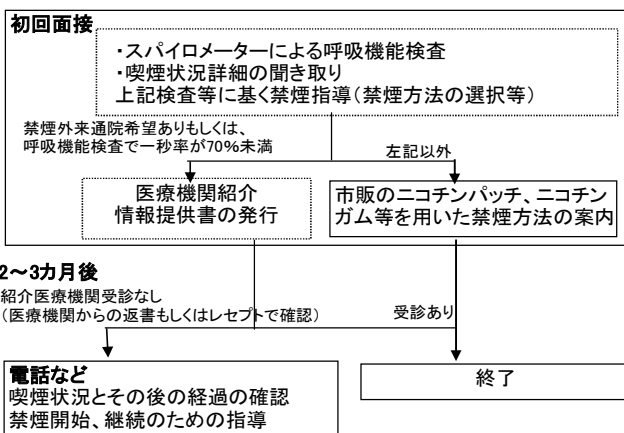 初回面接
・スパイロメーターによる呼吸機能検査
・喫煙状況詳細の聞き取り
上記検査等に基く禁煙指導（禁煙方法の選択等）
禁煙外来通院希望ありもしくは、
呼吸機能検査で一秒率が70％未満
左記以外
医療機関紹介
情報提供書の発行
市販のニコチンパッチ、ニコチン
ガム等を用いた禁煙方法の案内
2～3カ月後
紹介医療機関受診なし
（医療機関からの返書もしくはレセプトで確認）
受診あり
電話など
喫煙状況とその後の経過の確認
禁煙開始、継続のための指導
終了